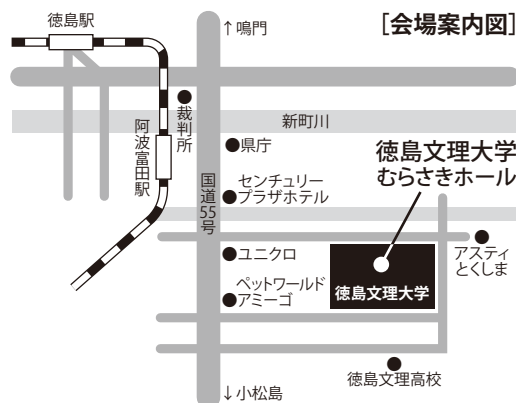 徳島駅
↑鳴門
[会場案内図]
裁判所
新町川
阿波富田駅
県庁
徳島文理大学
むらさきホール
センチュリー
プラザホテル
国道55号
ユニクロ
アスティ
とくしま
ペットワールド
アミーゴ
徳島文理大学
徳島文理高校
↓小松島